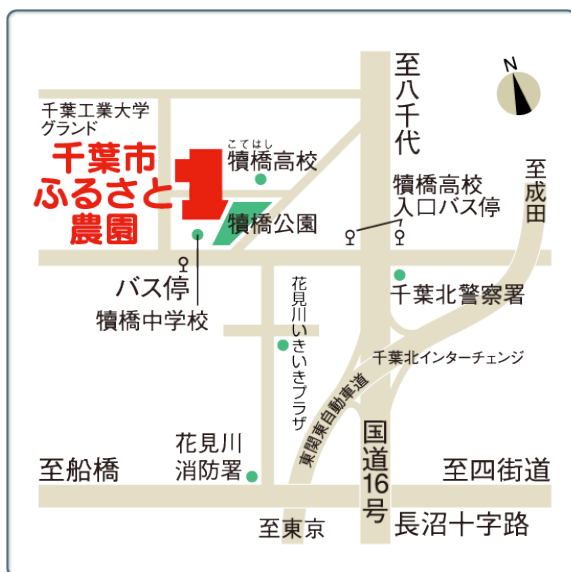 N
至八千代
千葉工業大学
グランド
こてはし
犢橋高校
千葉市
ふるさと
農園
至成田
犢橋高校
入口バス停
犢橋公園
バス停
犢橋中学校
花見川いきいきプラザ
千葉北警察署
千葉北インターチェンジ
東関東自動車道
花見川
消防署
国道16号
至船橋
至四街道
至東京
長沼十字路